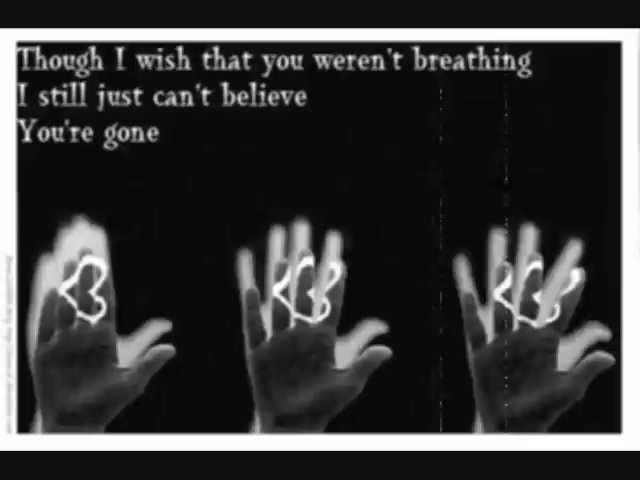 Though I wish that you weren't breathing
I still just can't believe
You're gone